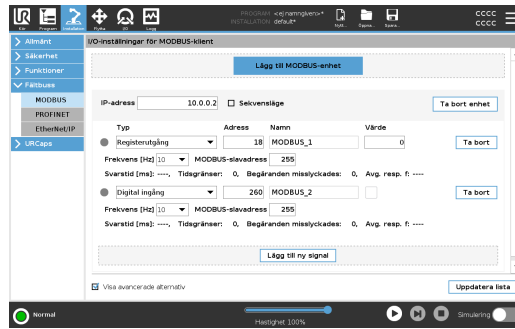 PROGRAM <ej namngiven>*
INSTALLATION default*
Kör Program Installation Flytta I/O Logg Nytt... Öppna... Spara...
cccc
cccc
Allmänt
Säkerhet
Funktioner
Fältbuss
MODBUS
PROFINET
EtherNet/IP
URCaps
I/O-inställningar för MODBUS-klient
Lägg till MODBUS-enhet
IP-adress 10.0.0.2 Sekvensläge Ta bort enhet
Typ Adress Namn Värde
Registerutgång 18 MODBUS_1 0 Ta bort
Frekvens [Hz] 10 MODBUS-slavadress 255
Svarstid [ms]: ----, Tidsgränser: 0, Begäranden misslyckades: 0, Avg. resp. f: ----
Digital ingång 260 MODBUS_2 Ta bort
Frekvens [Hz] 10 MODBUS-slavadress 255
Svarstid [ms]: ----, Tidsgränser: 0, Begäranden misslyckades: 0, Avg. resp. f: ----
Lägg till ny signal
Visa avancerade alternativ Uppdatera lista
Normal
Hastighet 100%
Simulering